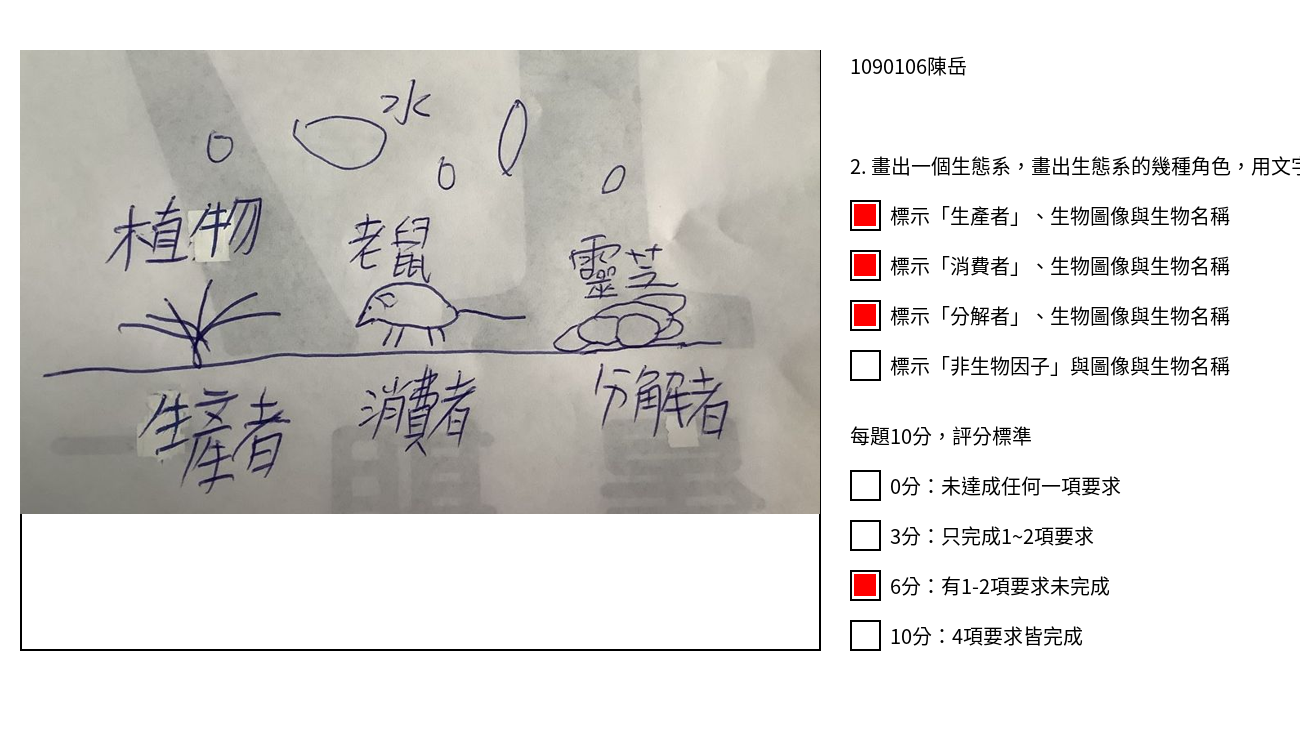 水
植物
老鼠
靈芝
生產者
消費者
分解者
1090106陳岳
2. 畫出一個生態系，畫出生態系的幾種角色，用文字
標示「生產者」、生物圖像與生物名稱
標示「消費者」、生物圖像與生物名稱
標示「分解者」、生物圖像與生物名稱
標示「非生物因子」與圖像與生物名稱
每題10分，評分標準
0分：未達成任何一項要求
3分：只完成1~2項要求
6分：有1-2項要求未完成
10分：4項要求皆完成